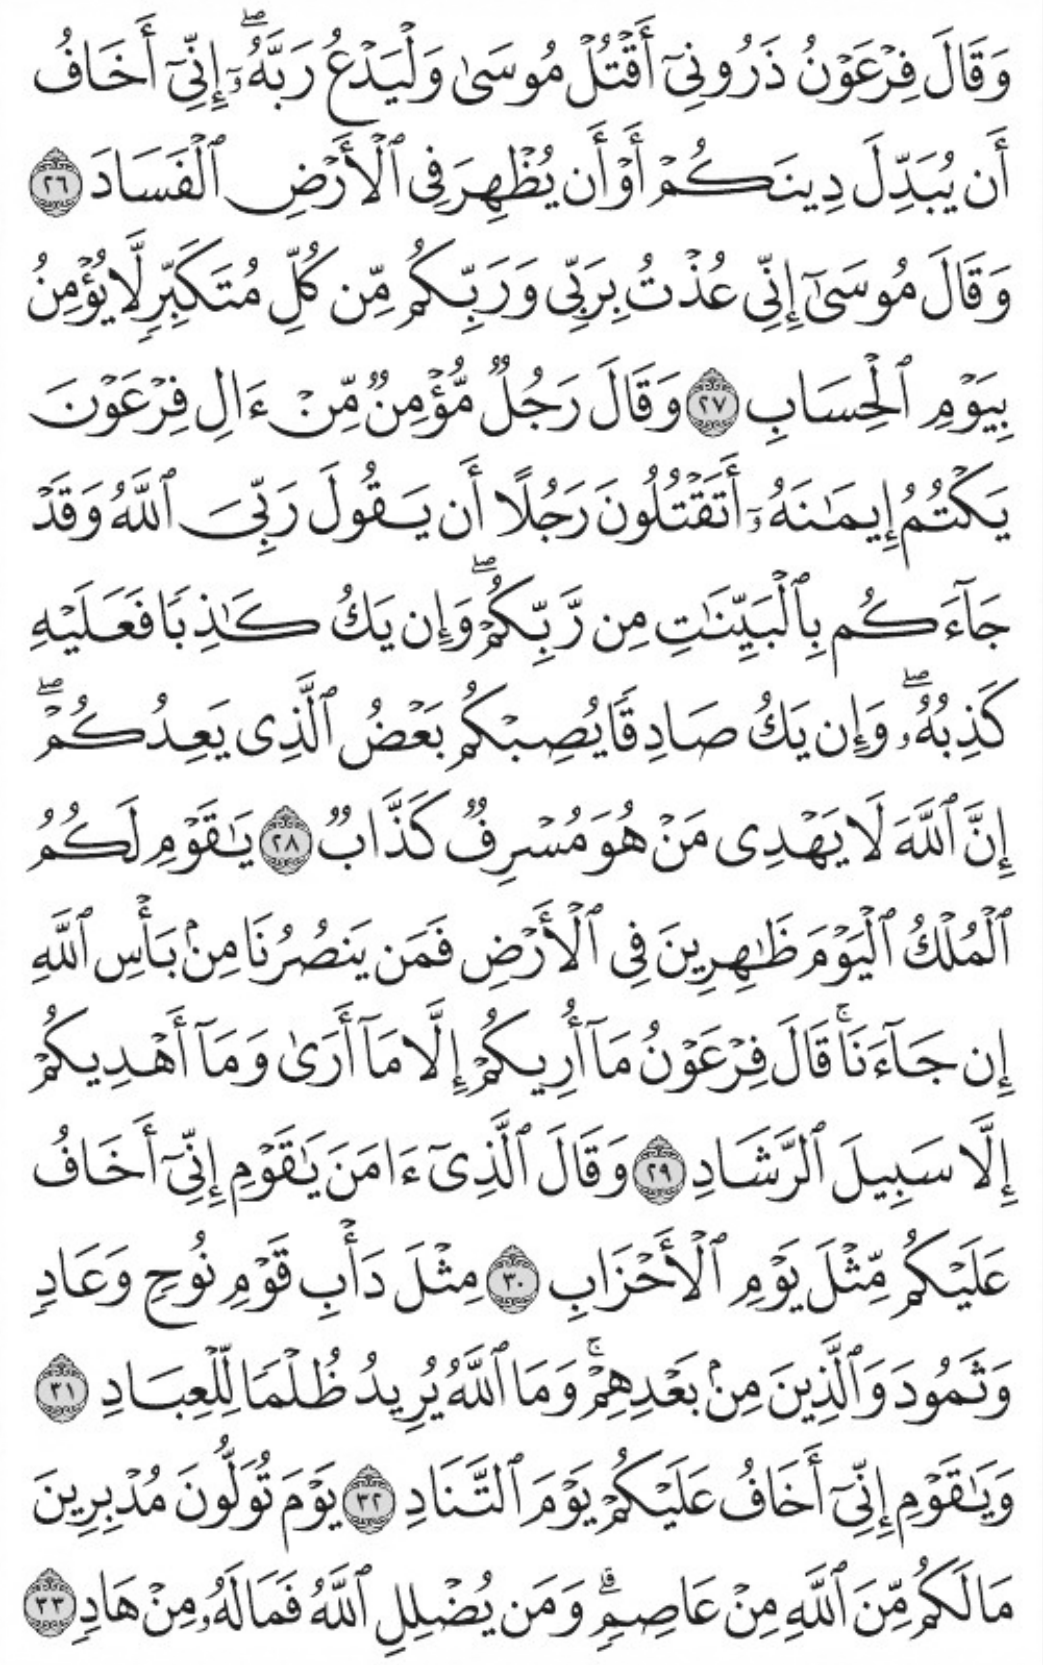 وَقَالَ فِرْعَوْنُ ذَرُونِىٓ أَقْتُلْ مُوسَىٰ وَلْيَدْعُ رَبَّهُۥٓ ۖ إِنِّىٓ أَخَافُ
أَن يُبَدِّلَ دِينَكُمْ أَوْ أَن يُظْهِرَ فِى ٱلْأَرْضِ ٱلْفَسَادَ ٢٦
وَقَالَ مُوسَىٰٓ إِنِّى عُذْتُ بِرَبِّى وَرَبِّكُم مِّن كُلِّ مُتَكَبِّرٍ لَّا يُؤْمِنُ
بِيَوْمِ ٱلْحِسَابِ ٢٧ وَقَالَ رَجُلٌ مُّؤْمِنٌ مِّنْ ءَالِ فِرْعَوْنَ
يَكْتُمُ إِيمَـٰنَهُۥٓ أَتَقْتُلُونَ رَجُلًا أَن يَقُولَ رَبِّىَ ٱللَّهُ وَقَدْ
جَآءَكُم بِٱلْبَيِّنَـٰتِ مِن رَّبِّكُمْ ۖ وَإِن يَكُ كَـٰذِبًا فَعَلَيْهِ
كَذِبُهُۥ ۖ وَإِن يَكُ صَادِقًا يُصِبْكُم بَعْضُ ٱلَّذِى يَعِدُكُمْ ۖ
إِنَّ ٱللَّهَ لَا يَهْدِى مَنْ هُوَ مُسْرِفٌ كَذَّابٌ ٢٨ يَـٰقَوْمِ لَكُمُ
ٱلْمُلْكُ ٱلْيَوْمَ ظَـٰهِرِينَ فِى ٱلْأَرْضِ فَمَن يَنصُرُنَا مِنۢ بَأْسِ ٱللَّهِ
إِن جَآءَنَا ۚ قَالَ فِرْعَوْنُ مَآ أُرِيكُمْ إِلَّا مَآ أَرَىٰ وَمَآ أَهْدِيكُمْ
إِلَّا سَبِيلَ ٱلرَّشَادِ ٢٩ وَقَالَ ٱلَّذِىٓ ءَامَنَ يَـٰقَوْمِ إِنِّىٓ أَخَافُ
عَلَيْكُم مِّثْلَ يَوْمِ ٱلْأَحْزَابِ ٣٠ مِثْلَ دَأْبِ قَوْمِ نُوحٍ وَعَادٍ
وَثَمُودَ وَٱلَّذِينَ مِنۢ بَعْدِهِمْ ۚ وَمَا ٱللَّهُ يُرِيدُ ظُلْمًا لِّلْعِبَادِ ٣١
وَيَـٰقَوْمِ إِنِّىٓ أَخَافُ عَلَيْكُمْ يَوْمَ ٱلتَّنَادِ ٣٢ يَوْمَ تُوَلُّونَ مُدْبِرِينَ
مَا لَكُم مِّنَ ٱللَّهِ مِنْ عَاصِمٍ ۗ وَمَن يُضْلِلِ ٱللَّهُ فَمَا لَهُۥ مِنْ هَادٍ ٣٣